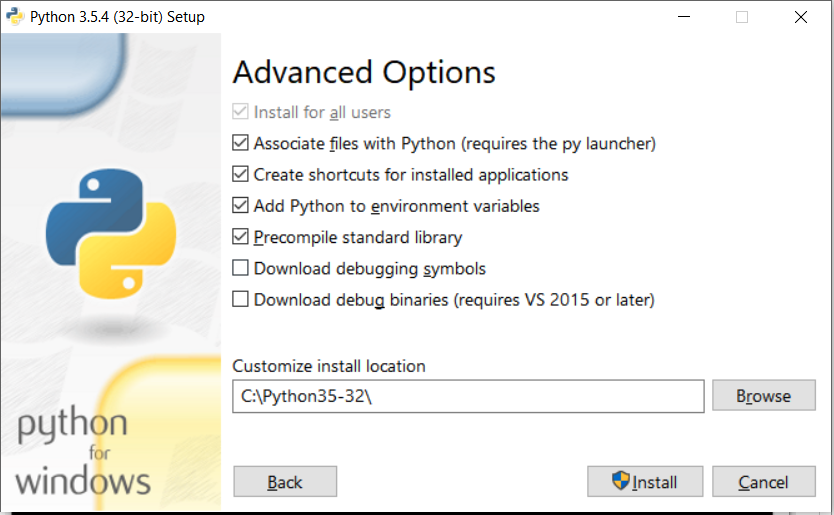 Python 3.5.4 (32-bit) Setup
Advanced Options
Install for all users
Associate files with Python (requires the py launcher)
Create shortcuts for installed applications
Add Python to environment variables
Precompile standard library
Download debugging symbols
Download debug binaries (requires VS 2015 or later)
Customize install location
C:\Python35-32\
Browse
python
for
windows
Back
Install
Cancel